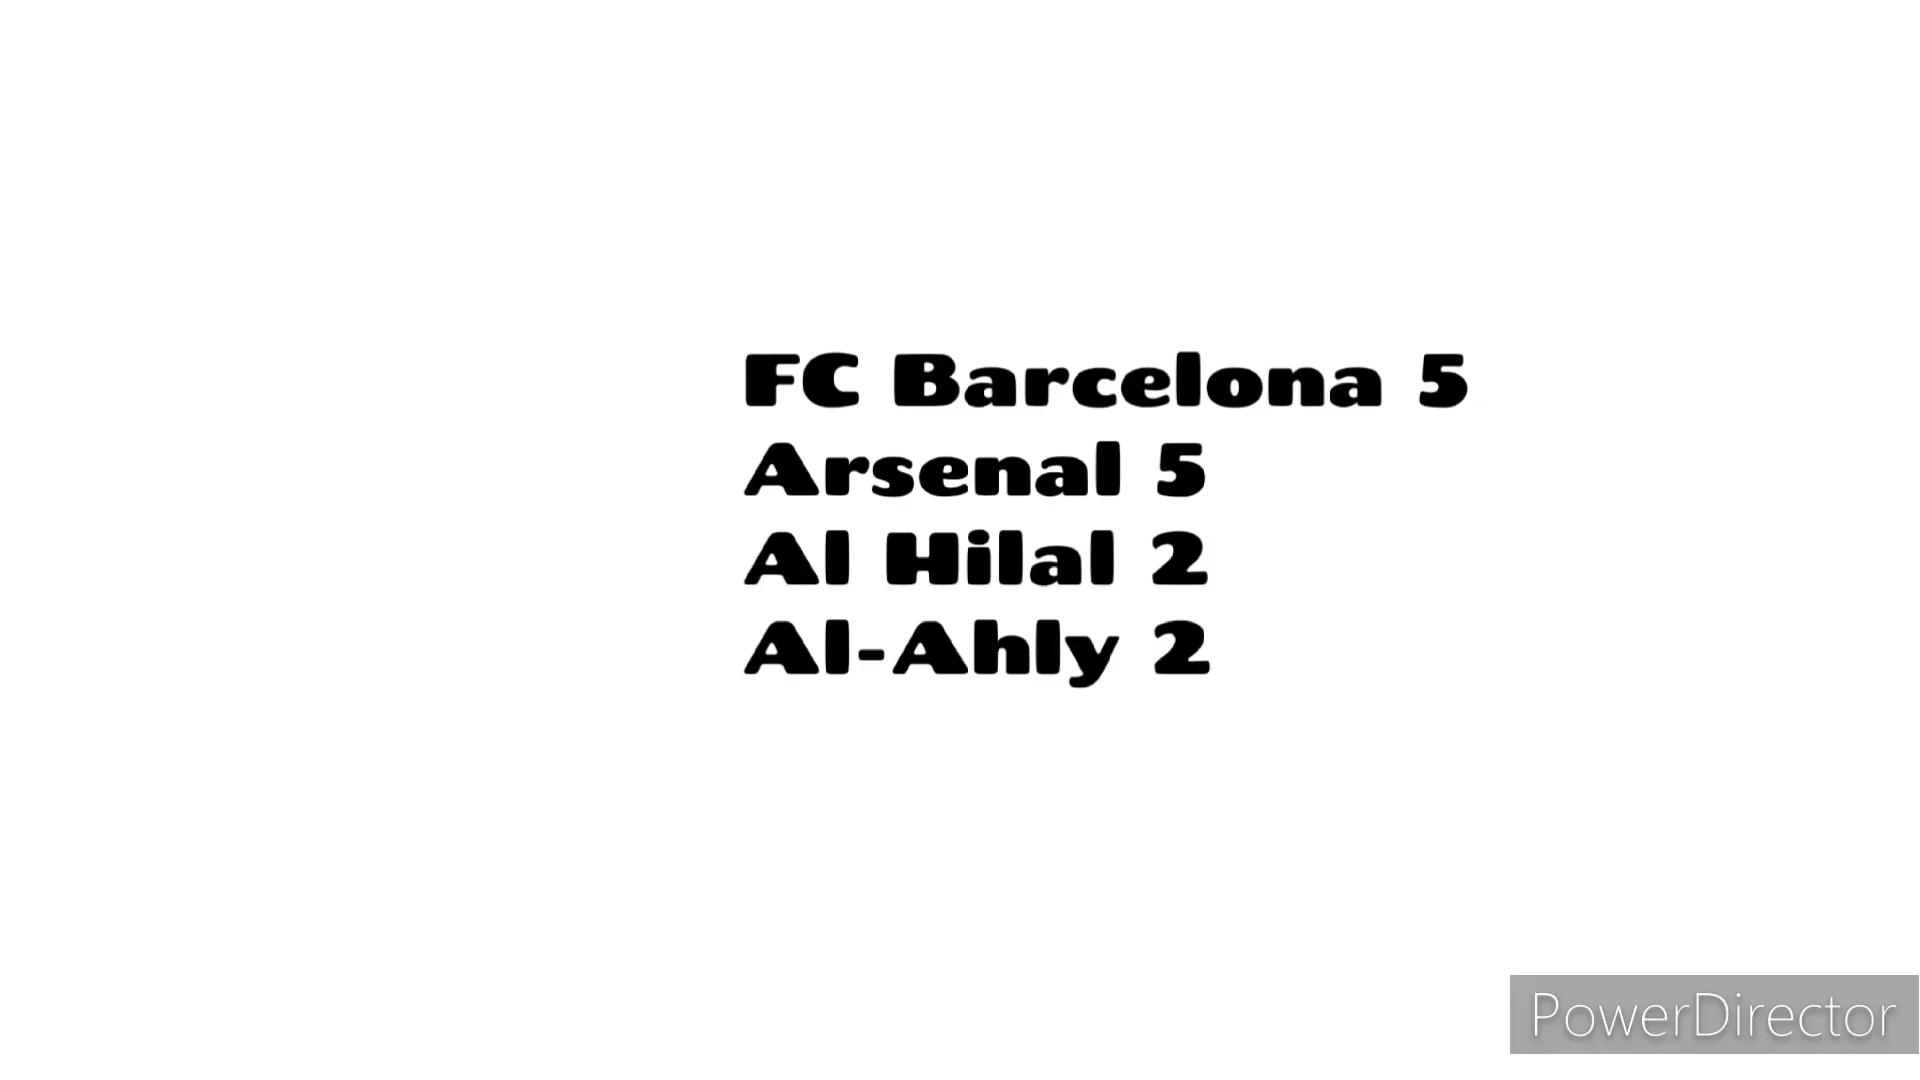 FC Barcelona 5
Arsenal 5
Al Hilal 2
Al-Ahly 2
PowerDirector